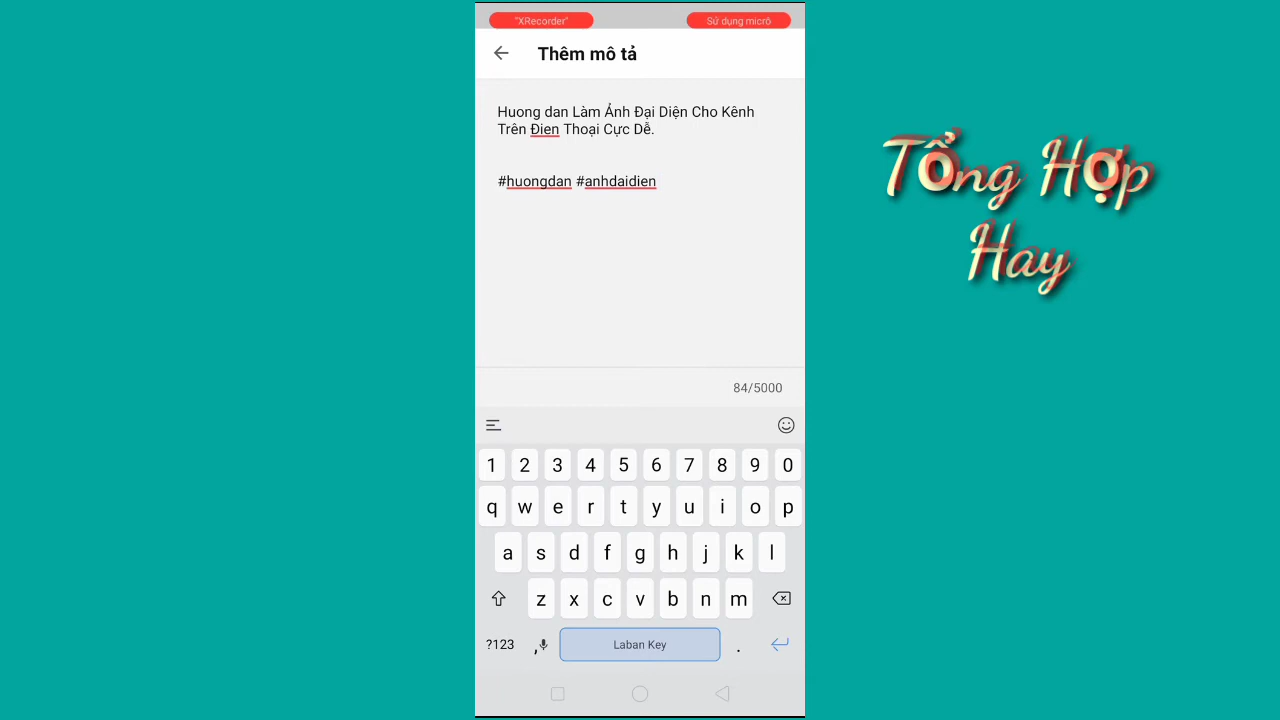 "XRecorder"
Sử dụng micrô
Thêm mô tả
Huong dan Làm Ảnh Đại Diện Cho Kênh
Trên Đien Thoại Cực Dễ.
#huongdan #anhdaidien
84/5000
1 2 3 4 5 6 7 8 9 0
q w e r t y u i o p
a s d f g h j k l
z x c v b n m
?123 , Laban Key .
Tổng Hợp
Hay